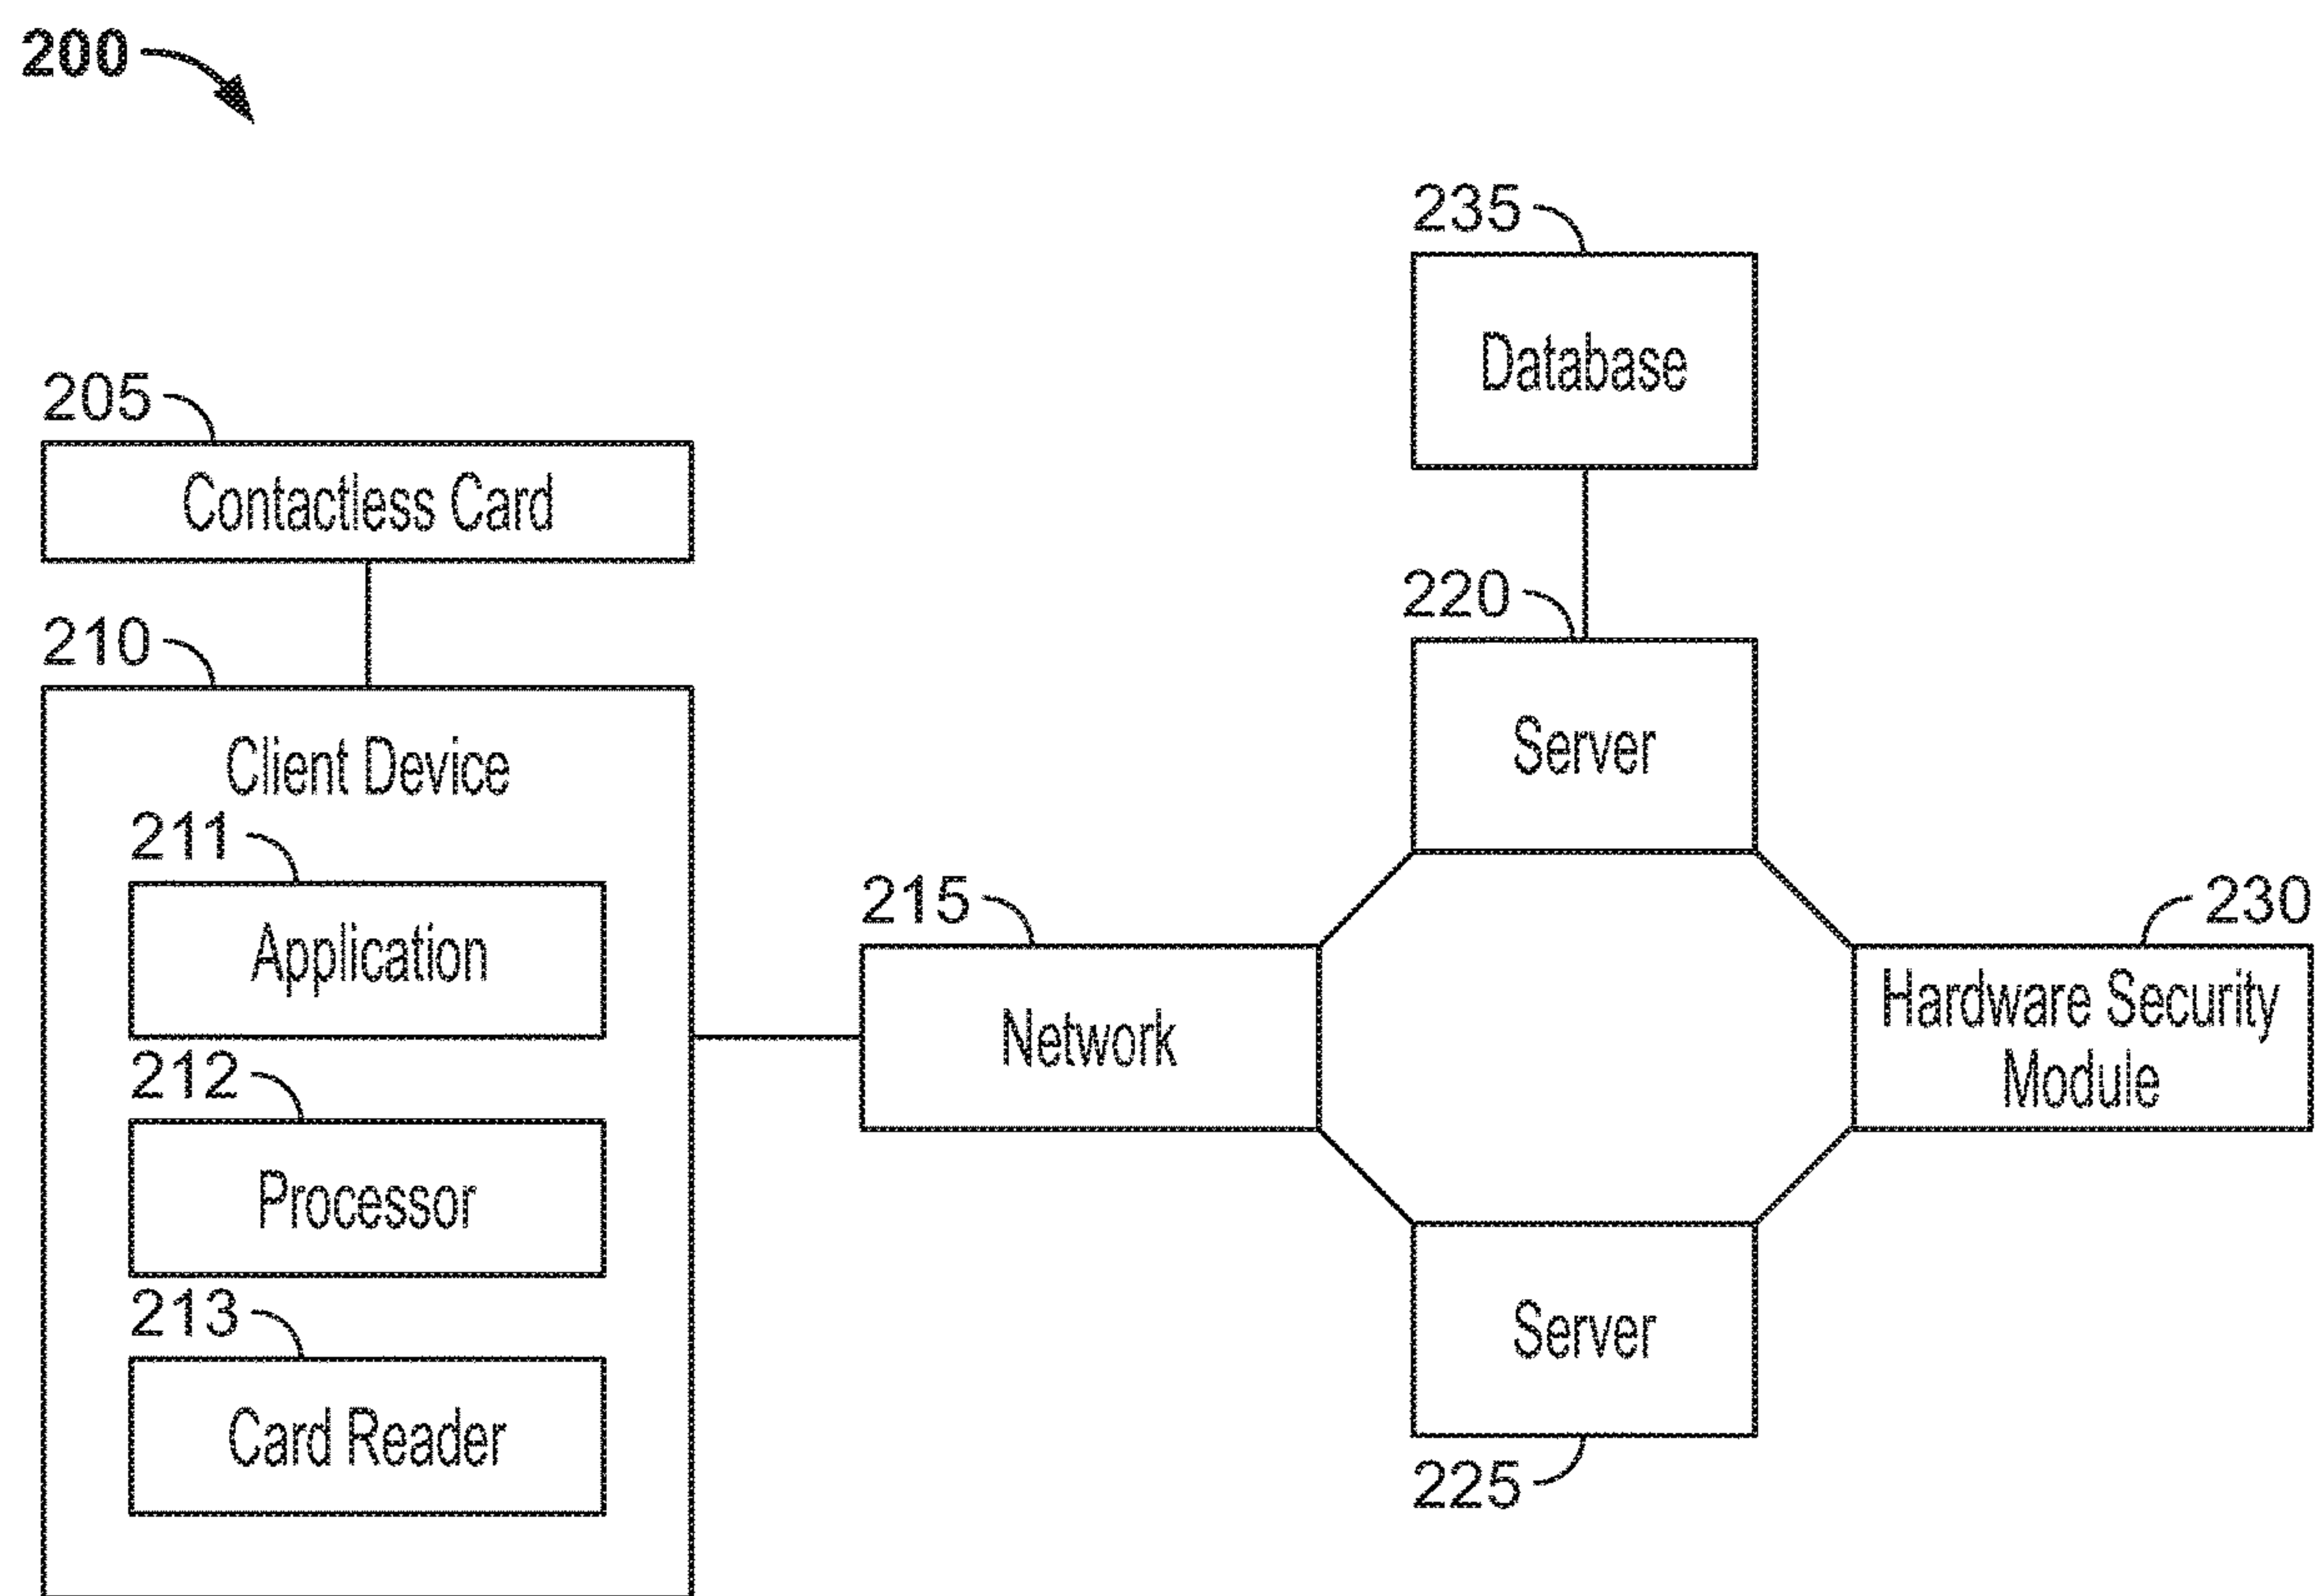 200
235
Database
205
Contactless Card
220
Server
210
Client Device
211
Application
212
Processor
213
Card Reader
215
Network
230
Hardware Security
Module
Server
225